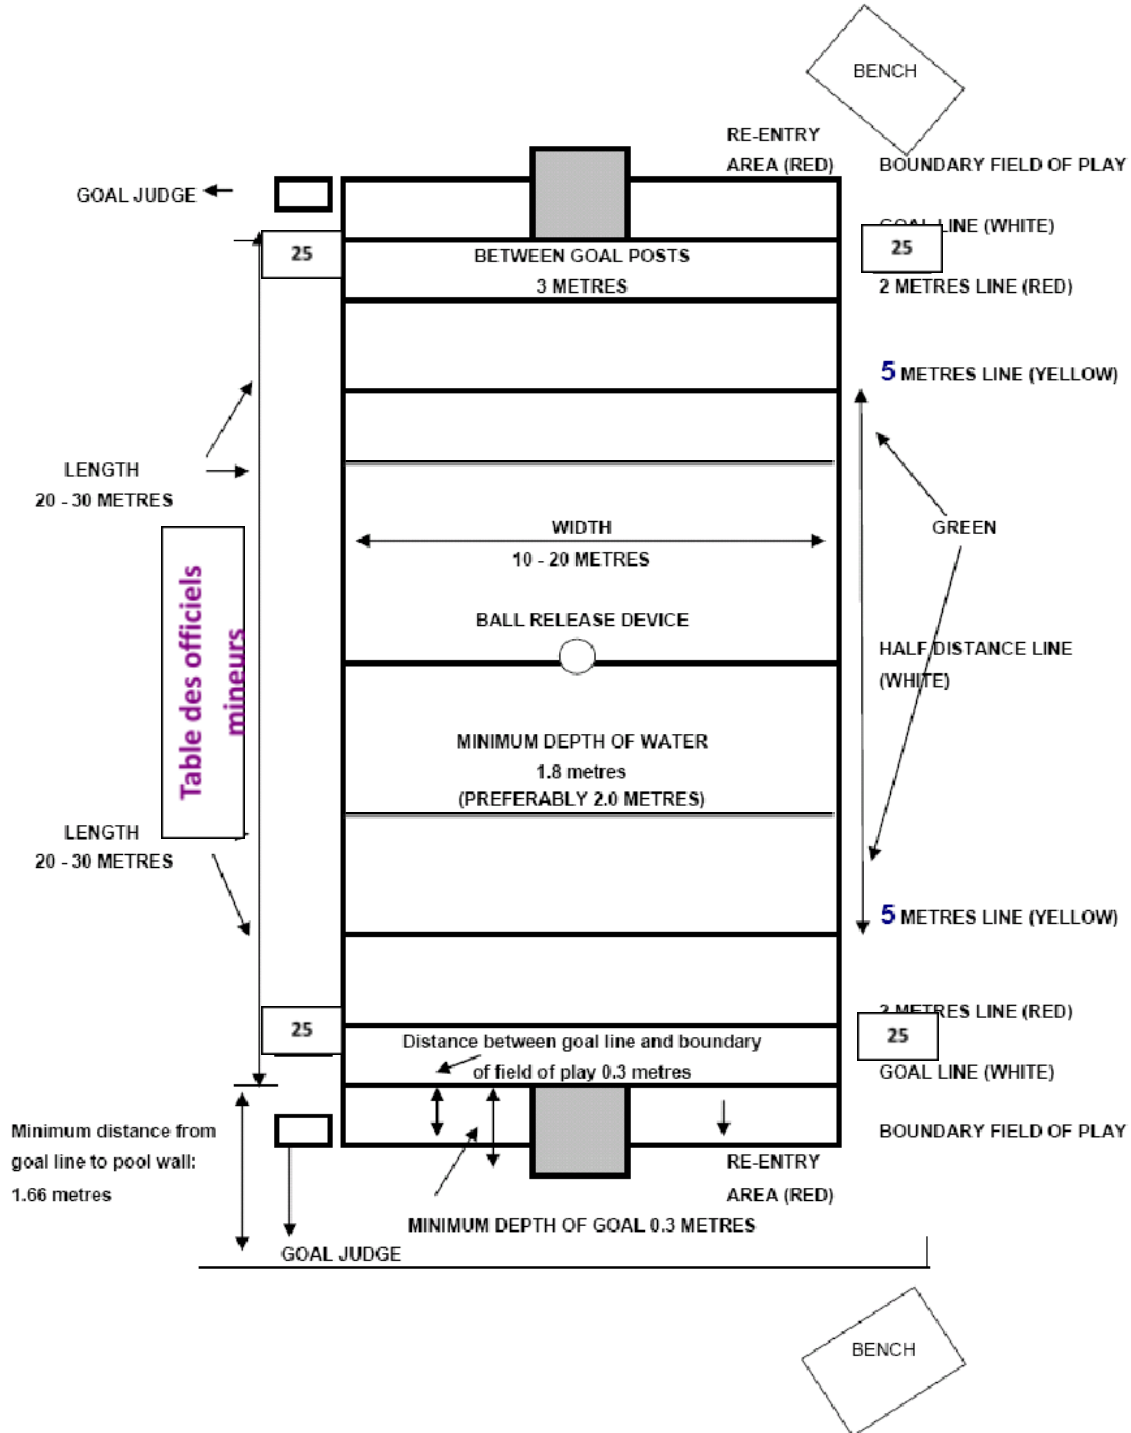 BENCH
RE-ENTRY
AREA (RED)
BOUNDARY FIELD OF PLAY
GOAL JUDGE
GOAL LINE (WHITE)
25
25
BETWEEN GOAL POSTS
3 METRES
2 METRES LINE (RED)
5 METRES LINE (YELLOW)
LENGTH
20 - 30 METRES
WIDTH
10 - 20 METRES
GREEN
Table des officiels
mineurs
BALL RELEASE DEVICE
HALF DISTANCE LINE
(WHITE)
MINIMUM DEPTH OF WATER
1.8 metres
(PREFERABLY 2.0 METRES)
LENGTH
20 - 30 METRES
5 METRES LINE (YELLOW)
2 METRES LINE (RED)
25
25
Distance between goal line and boundary
of field of play 0.3 metres
GOAL LINE (WHITE)
Minimum distance from
goal line to pool wall:
1.66 metres
BOUNDARY FIELD OF PLAY
RE-ENTRY
AREA (RED)
MINIMUM DEPTH OF GOAL 0.3 METRES
GOAL JUDGE
BENCH